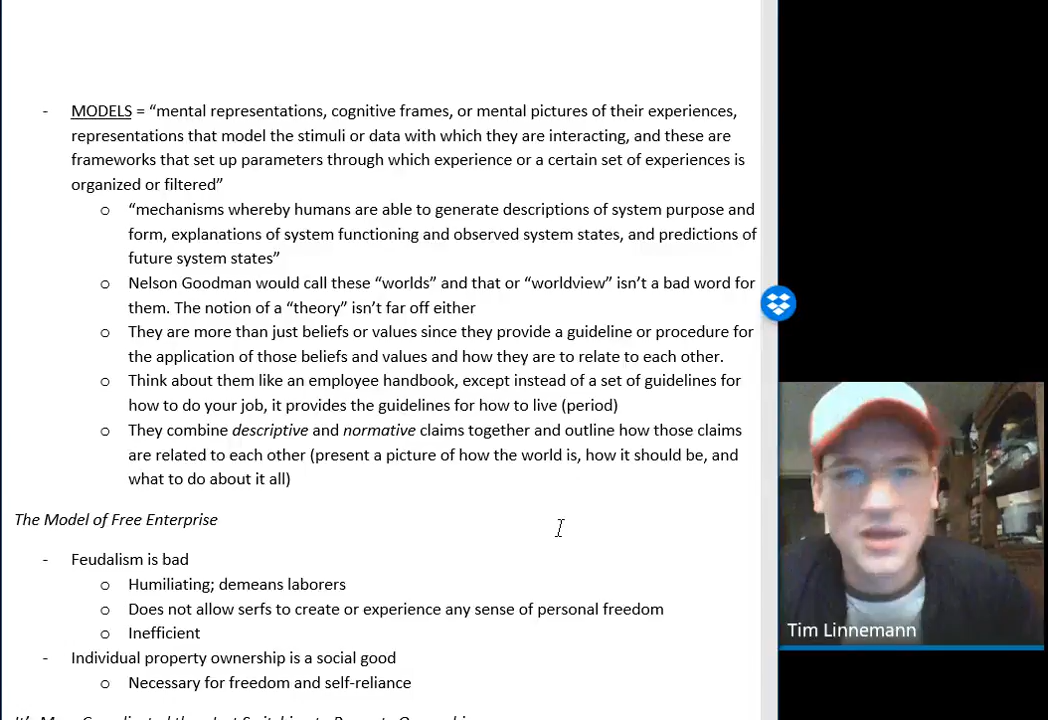 - MODELS = “mental representations, cognitive frames, or mental pictures of their experiences,
representations that model the stimuli or data with which they are interacting, and these are
frameworks that set up parameters through which experience or a certain set of experiences is
organized or filtered”
o “mechanisms whereby humans are able to generate descriptions of system purpose and
form, explanations of system functioning and observed system states, and predictions of
future system states”
o Nelson Goodman would call these “worlds” and that or “worldview” isn’t a bad word for
them. The notion of a “theory” isn’t far off either
o They are more than just beliefs or values since they provide a guideline or procedure for
the application of those beliefs and values and how they are to relate to each other.
o Think about them like an employee handbook, except instead of a set of guidelines for
how to do your job, it provides the guidelines for how to live (period)
o They combine descriptive and normative claims together and outline how those claims
are related to each other (present a picture of how the world is, how it should be, and
what to do about it all)
The Model of Free Enterprise
- Feudalism is bad
o Humiliating; demeans laborers
o Does not allow serfs to create or experience any sense of personal freedom
o Inefficient
- Individual property ownership is a social good
o Necessary for freedom and self-reliance
Tim Linnemann